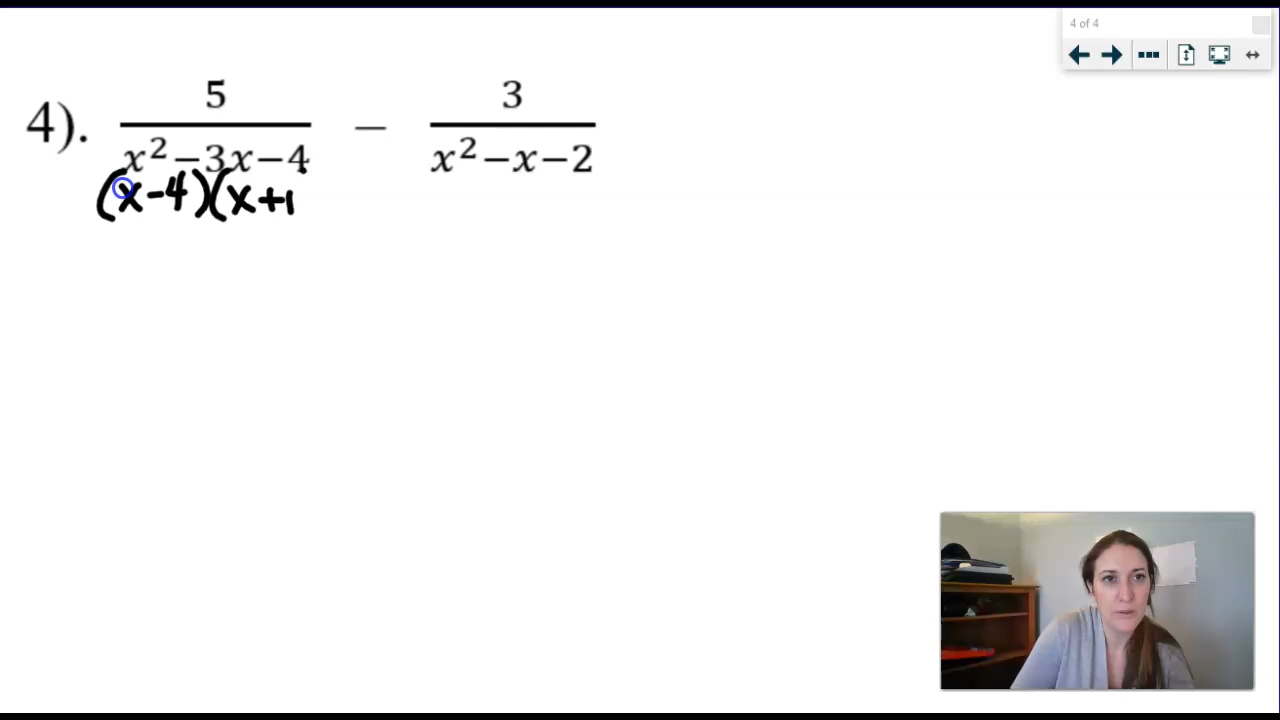 4 of 4
4). 5/(x²−3x−4) − 3/(x²−x−2)
(x-4)(x+1